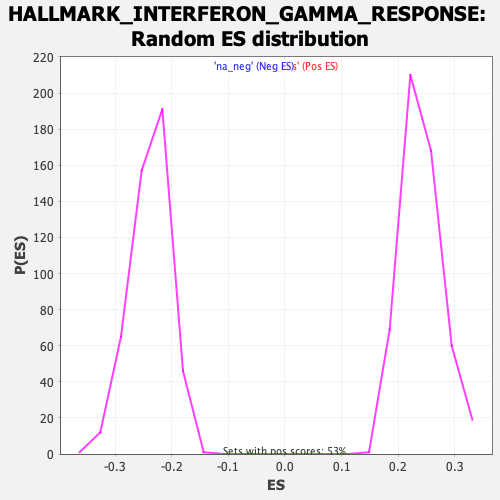 HALLMARK_INTERFERON_GAMMA_RESPONSE:
Random ES distribution
'na_neg' (Neg ES)s' (Pos ES)
220
200
180
160
140
120
100
80
60
40
20
0
P(ES)
Sets with pos scores: 53%
-0.3 -0.2 -0.1 0.0 0.1 0.2 0.3
ES